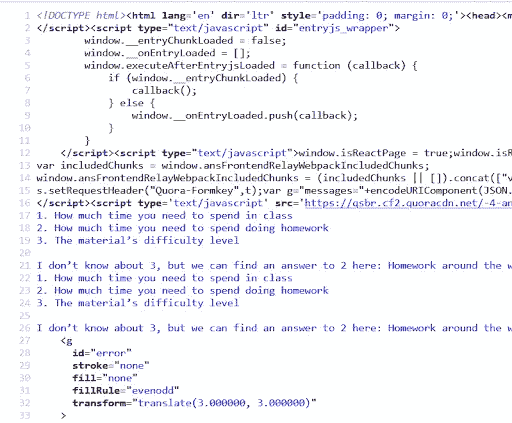 1 <!DOCTYPE html><html lang='en' dir='ltr' style='padding: 0; margin: 0;'><head><m
2 </script><script type="text/javascript" id="entryjs_wrapper">
3 window.__entryChunkLoaded = false;
4 window.__onEntryLoaded = [];
5 window.executeAfterEntryjsLoaded = function (callback) {
6 if (window.__entryChunkLoaded) {
7 callback();
8 } else {
9 window.__onEntryLoaded.push(callback);
10 }
11 }
12 </script><script type="text/javascript">window.isReactPage = true;window.isR
13 var includedChunks = window.ansFrontendRelayWebpackIncludedChunks;
14 window.ansFrontendRelayWebpackIncludedChunks = (includedChunks || []).concat(["v
15 s.setRequestHeader("Quora-Formkey",t);var g="messages="+encodeURIComponent(JSON.
16 </script><script type='text/javascript' src='https://qsbr.cf2.quoracdn.net/-4-an
17 1. How much time you need to spend in class
18 2. How much time you need to spend doing homework
19 3. The material's difficulty level
20
21 I don't know about 3, but we can find an answer to 2 here: Homework around the w
22 1. How much time you need to spend in class
23 2. How much time you need to spend doing homework
24 3. The material's difficulty level
25
26 I don't know about 3, but we can find an answer to 2 here: Homework around the w
27 <g
28 id="error"
29 stroke="none"
30 fill="none"
31 fillRule="evenodd"
32 transform="translate(3.000000, 3.000000)"
33 >